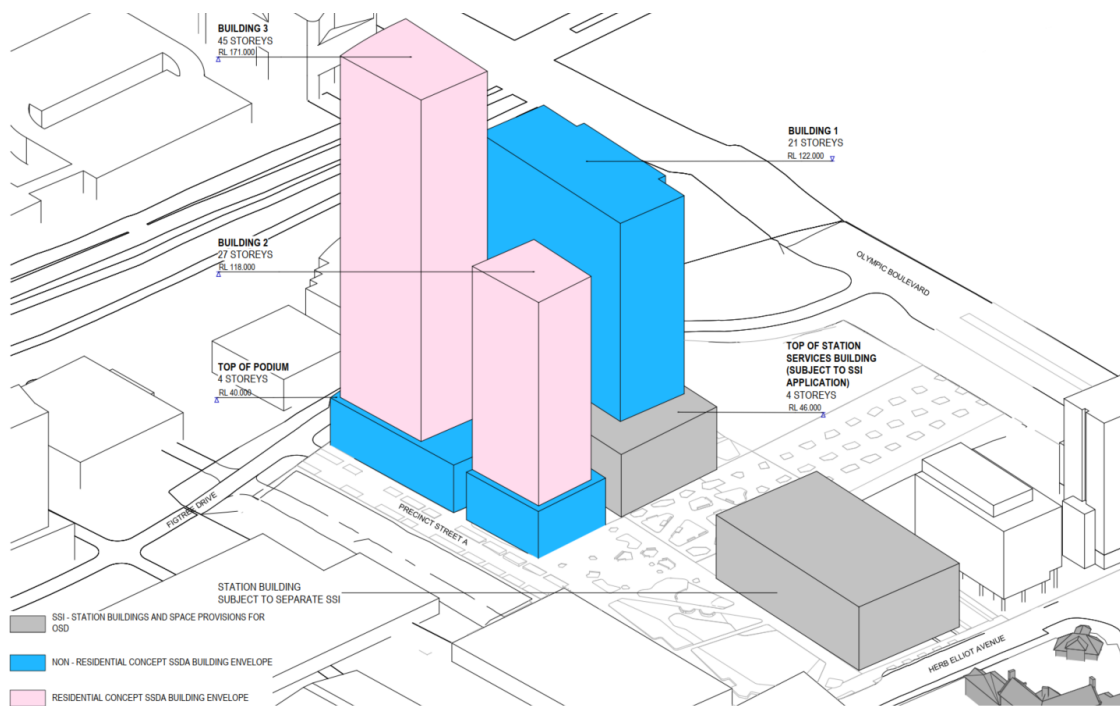 BUILDING 3
45 STOREYS
RL 171.000
BUILDING 1
21 STOREYS
RL 122.000
BUILDING 2
27 STOREYS
RL 118.000
OLYMPIC BOULEVARD
TOP OF STATION
SERVICES BUILDING
(SUBJECT TO SSI
APPLICATION)
4 STOREYS
RL 46.000
TOP OF PODIUM
4 STOREYS
RL 40.000
FIGTREE DRIVE
PRECINCT STREET A
STATION BUILDING
SUBJECT TO SEPARATE SSI
HERB ELLIOT AVENUE
SSI - STATION BUILDINGS AND SPACE PROVISIONS FOR
OSD
NON - RESIDENTIAL CONCEPT SSDA BUILDING ENVELOPE
RESIDENTIAL CONCEPT SSDA BUILDING ENVELOPE